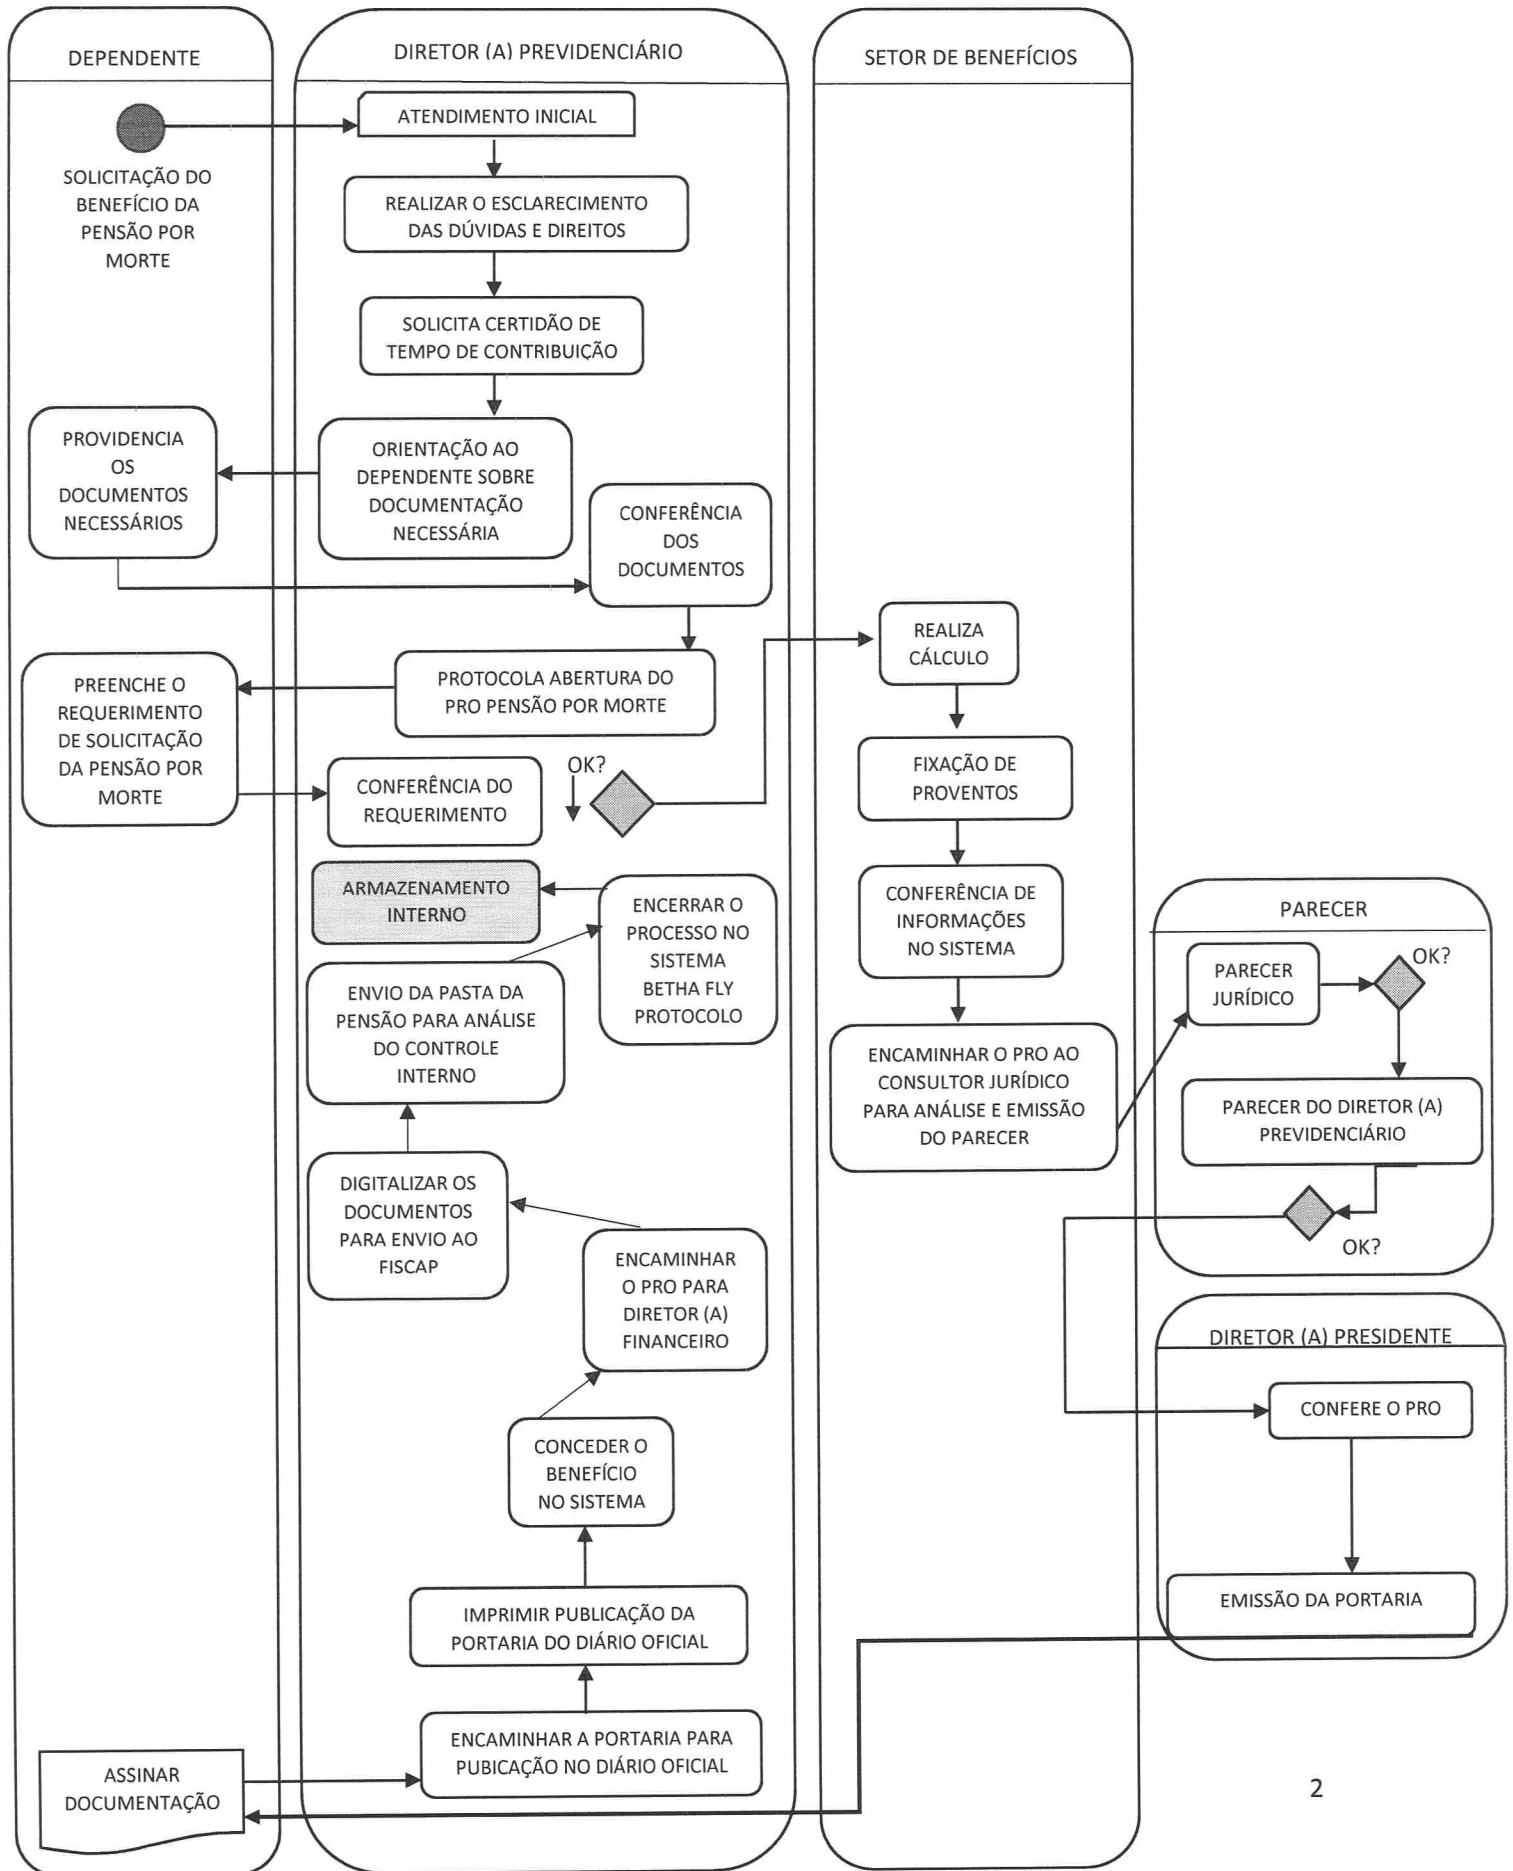 DEPENDENTE
SOLICITAÇÃO DO
BENEFÍCIO DA
PENSÃO POR
MORTE
DIRETOR (A) PREVIDENCIÁRIO
ATENDIMENTO INICIAL
REALIZAR O ESCLARECIMENTO
DAS DÚVIDAS E DIREITOS
SOLICITA CERTIDÃO DE
TEMPO DE CONTRIBUIÇÃO
ORIENTAÇÃO AO
DEPENDENTE SOBRE
DOCUMENTAÇÃO
NECESSÁRIA
PROVIDENCIA
OS
DOCUMENTOS
NECESSÁRIOS
CONFERÊNCIA
DOS
DOCUMENTOS
PROTOCOLA ABERTURA DO
PRO PENSÃO POR MORTE
PREENCHE O
REQUERIMENTO
DE SOLICITAÇÃO
DA PENSÃO POR
MORTE
CONFERÊNCIA DO
REQUERIMENTO
OK?
SETOR DE BENEFÍCIOS
REALIZA
CÁLCULO
FIXAÇÃO DE
PROVENTOS
CONFERÊNCIA DE
INFORMAÇÕES
NO SISTEMA
ENCAMINHAR O PRO AO
CONSULTOR JURÍDICO
PARA ANÁLISE E EMISSÃO
DO PARECER
PARECER
PARECER
JURÍDICO
OK?
PARECER DO DIRETOR (A)
PREVIDENCIÁRIO
OK?
DIRETOR (A) PRESIDENTE
CONFERE O PRO
EMISSÃO DA PORTARIA
ASSINAR
DOCUMENTAÇÃO
ENCAMINHAR A PORTARIA PARA
PUBICAÇÃO NO DIÁRIO OFICIAL
IMPRIMIR PUBLICAÇÃO DA
PORTARIA DO DIÁRIO OFICIAL
CONCEDER O
BENEFÍCIO
NO SISTEMA
ENCAMINHAR
O PRO PARA
DIRETOR (A)
FINANCEIRO
DIGITALIZAR OS
DOCUMENTOS
PARA ENVIO AO
FISCAP
ENVIO DA PASTA DA
PENSÃO PARA ANÁLISE
DO CONTROLE
INTERNO
ENCERRAR O
PROCESSO NO
SISTEMA
BETHA FLY
PROTOCOLO
ARMAZENAMENTO
INTERNO
2